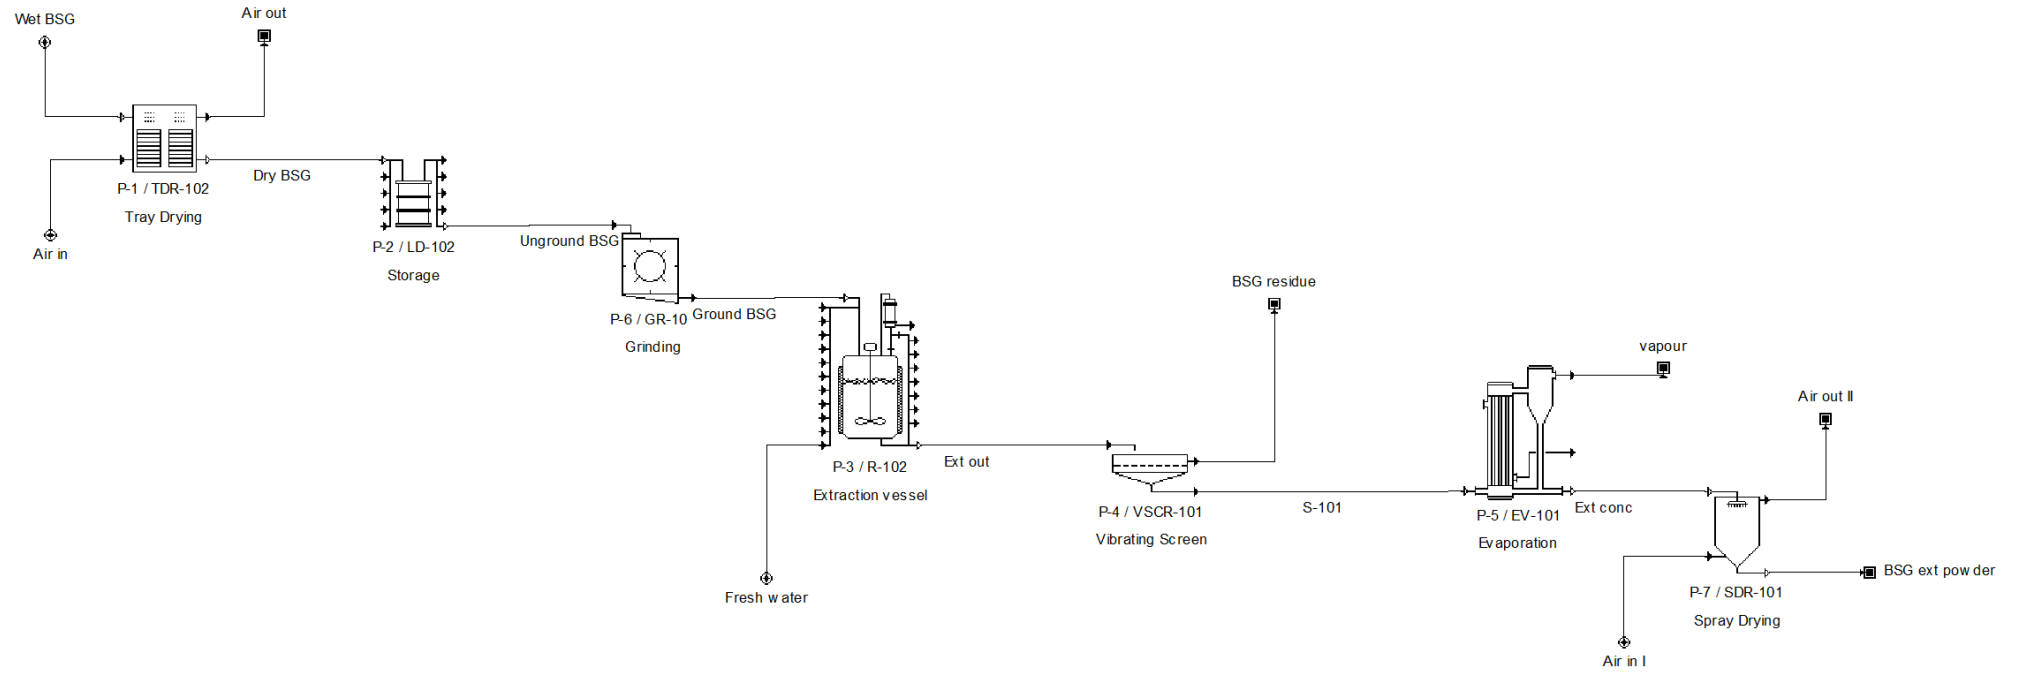 Wet BSG
Air out
P-1 / TDR-102
Tray Drying
Air in
Dry BSG
P-2 / LD-102
Storage
Unground BSG
P-6 / GR-10
Grinding
Ground BSG
P-3 / R-102
Extraction vessel
Fresh water
Ext out
BSG residue
P-4 / VSCR-101
Vibrating Screen
S-101
vapour
P-5 / EV-101
Evaporation
Ext conc
Air out II
P-7 / SDR-101
Spray Drying
BSG ext powder
Air in I